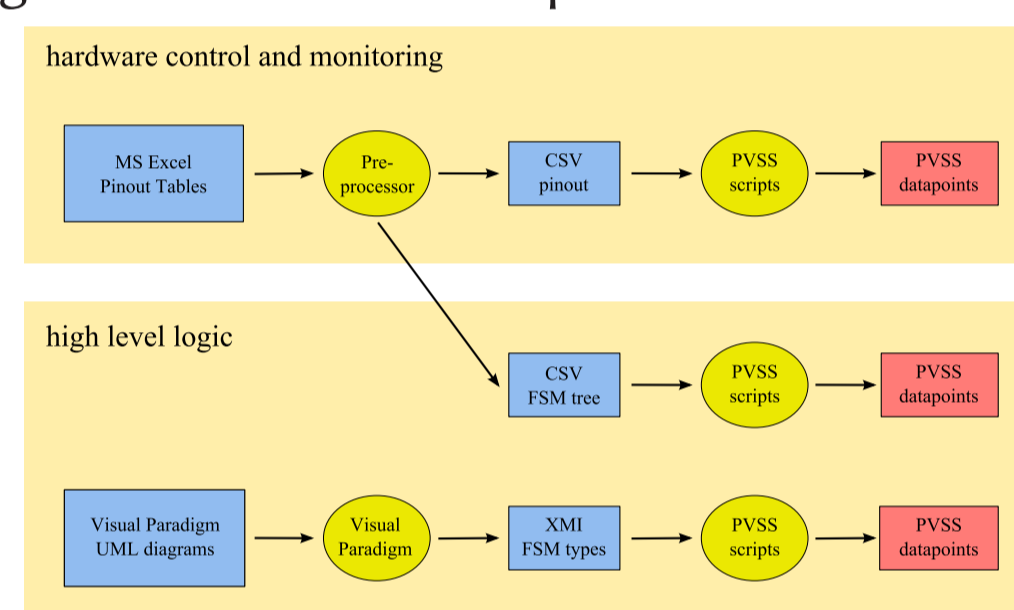 hardware control and monitoring
MS Excel
Pinout Tables
Pre-
processor
CSV
pinout
PVSS
scripts
PVSS
datapoints
high level logic
CSV
FSM tree
PVSS
scripts
PVSS
datapoints
Visual Paradigm
UML diagrams
Visual
Paradigm
XMI
FSM types
PVSS
scripts
PVSS
datapoints